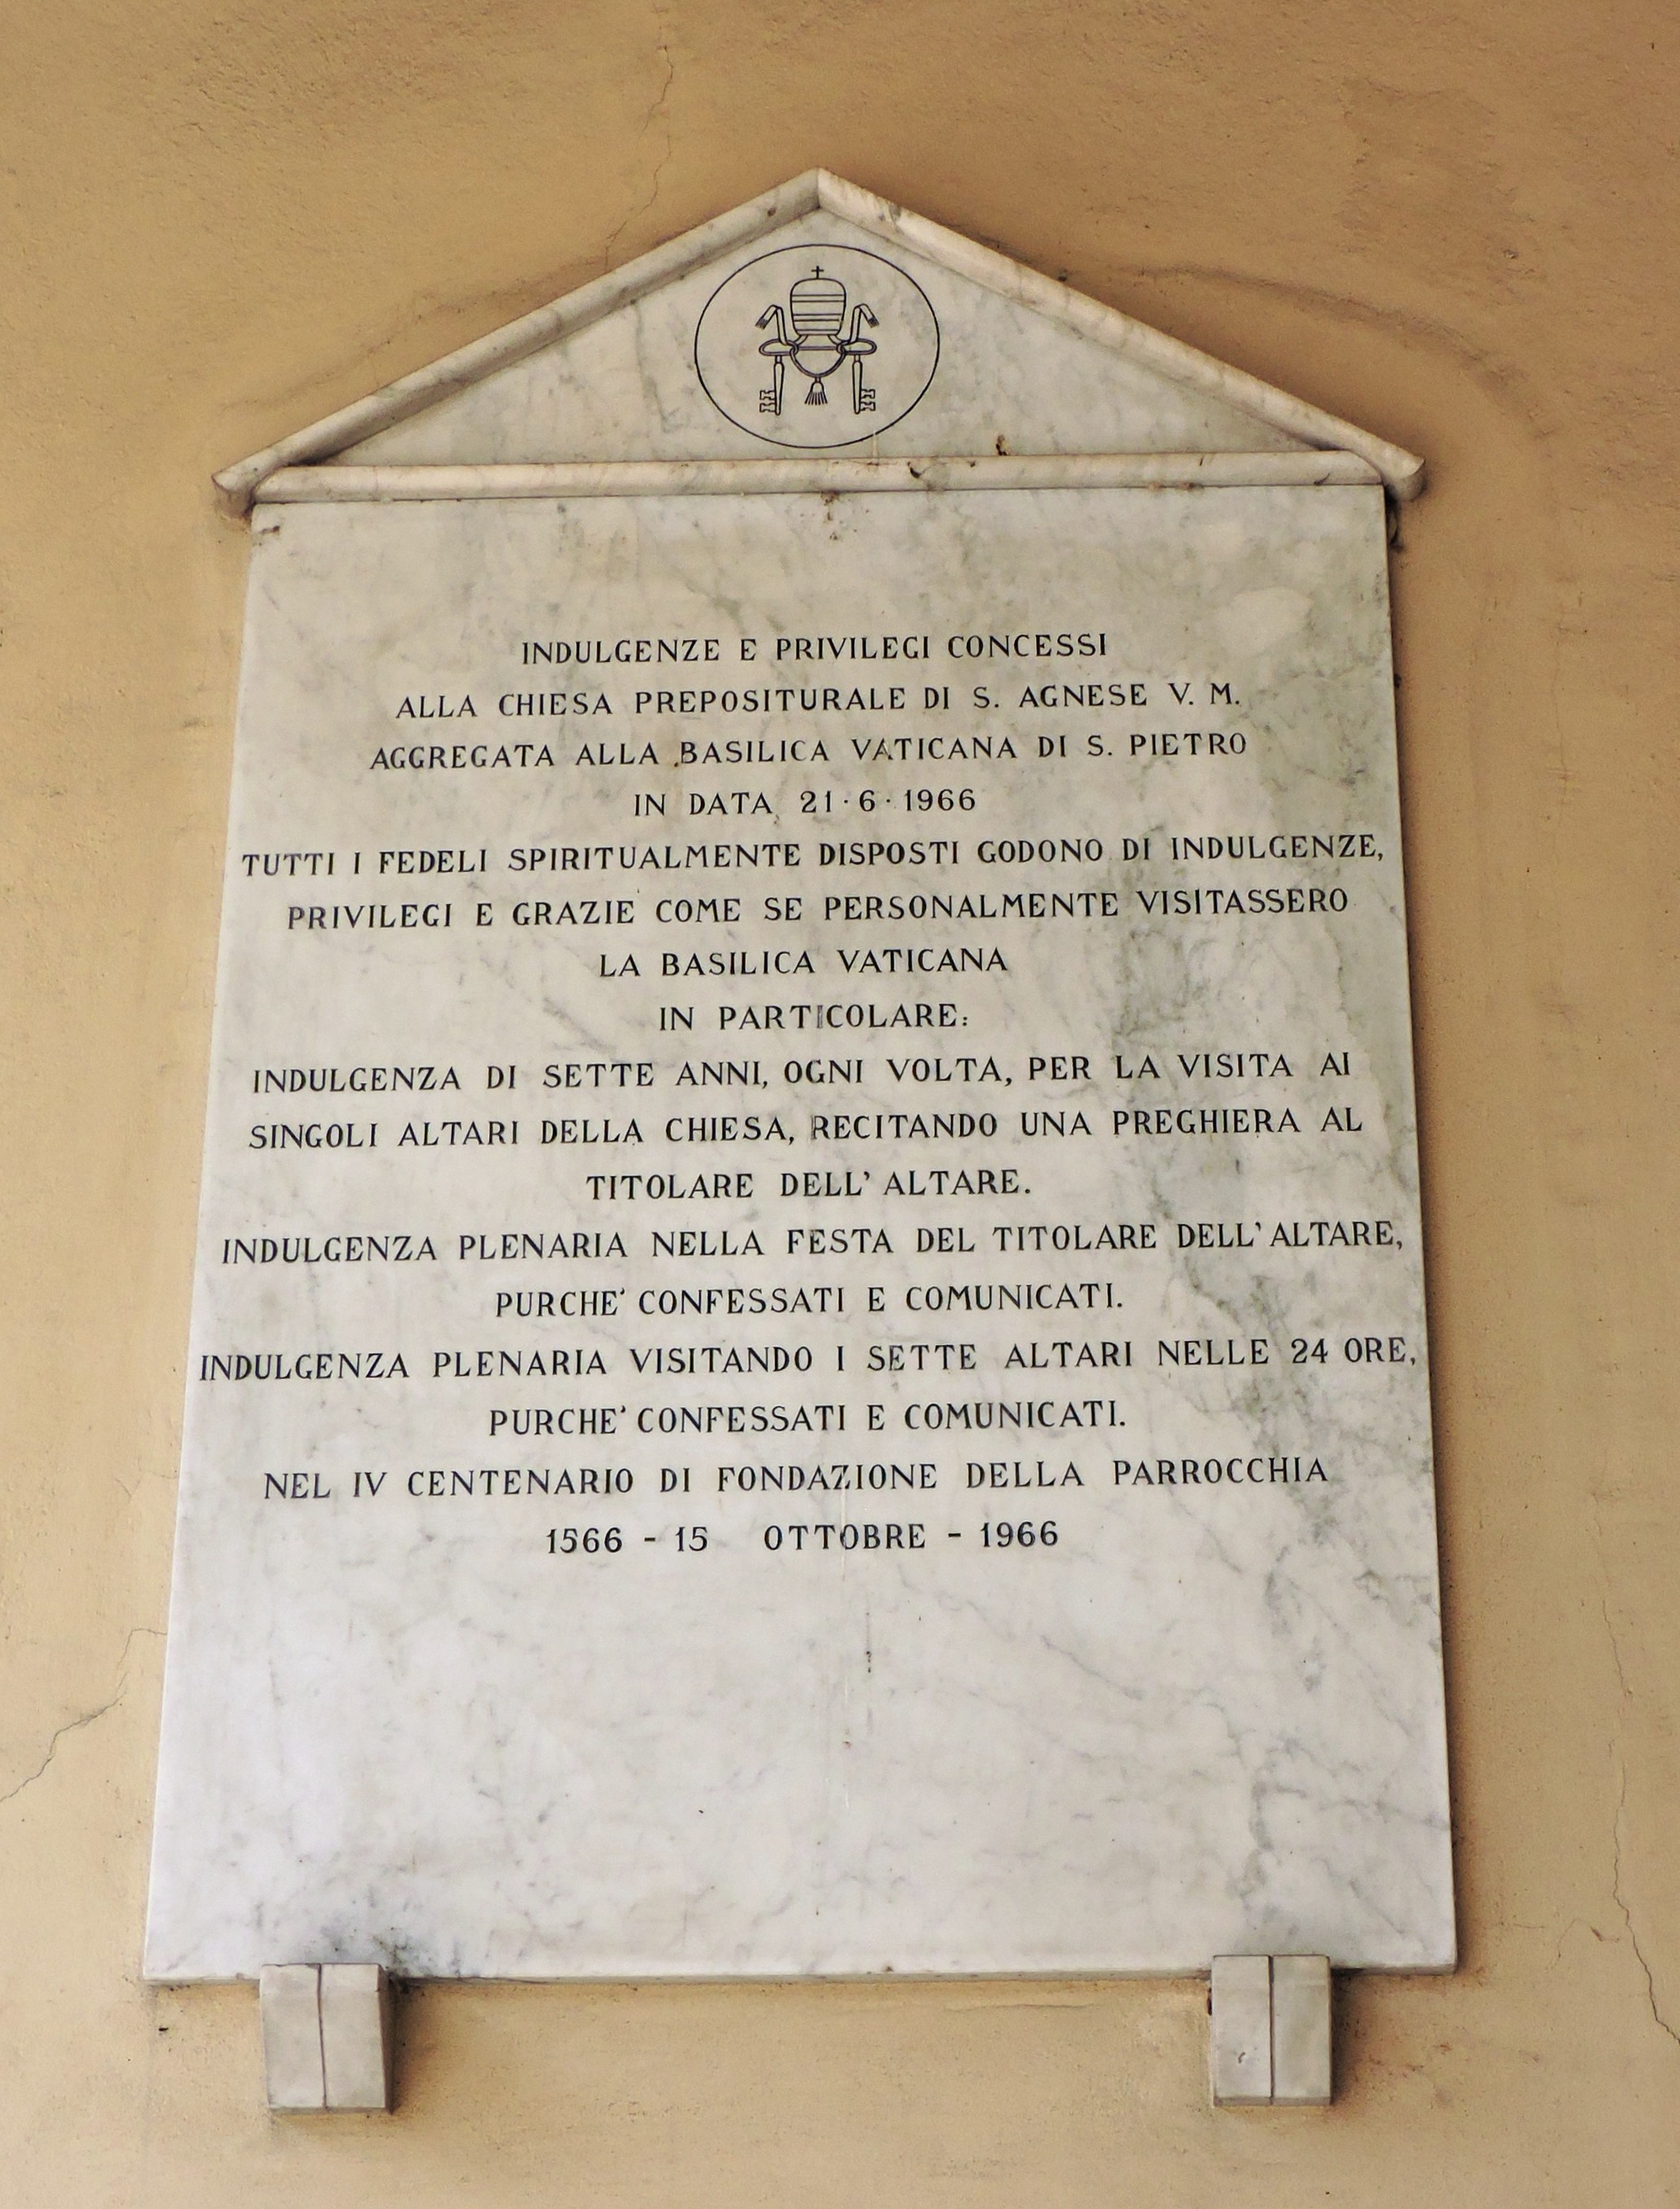 INDULGENZE E PRIVILEGI CONCESSI
ALLA CHIESA PREPOSITURALE DI S. AGNESE V. M.
AGGREGATA ALLA BASILICA VATICANA DI S. PIETRO
IN DATA 21·6·1966
TUTTI I FEDELI SPIRITUALMENTE DISPOSTI GODONO DI INDULGENZE,
PRIVILEGI E GRAZIE COME SE PERSONALMENTE VISITASSERO
LA BASILICA VATICANA
IN PARTICOLARE:
INDULGENZA DI SETTE ANNI, OGNI VOLTA, PER LA VISITA AI
SINGOLI ALTARI DELLA CHIESA, RECITANDO UNA PREGHIERA AL
TITOLARE DELL' ALTARE.
INDULGENZA PLENARIA NELLA FESTA DEL TITOLARE DELL' ALTARE,
PURCHE' CONFESSATI E COMUNICATI.
INDULGENZA PLENARIA VISITANDO I SETTE ALTARI NELLE 24 ORE,
PURCHE' CONFESSATI E COMUNICATI.
NEL IV CENTENARIO DI FONDAZIONE DELLA PARROCCHIA
1566 - 15 OTTOBRE - 1966